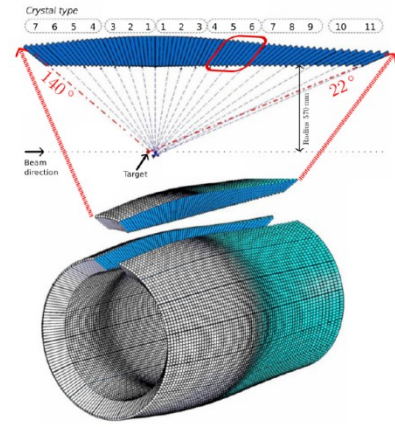 Crystal type
7 6 5 4 3 2 1 1 2 3 4 5 6 7 8 9 10 11
140°
22°
Radius 570 mm
Beam
direction
Target